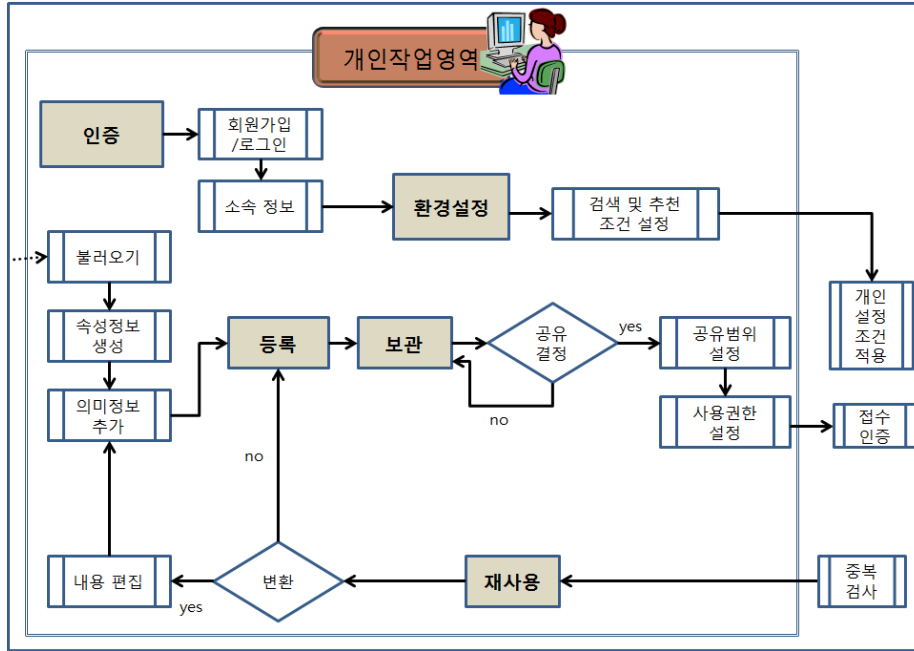 개인작업영역
인증
회원가입
/로그인
소속 정보
환경설정
검색 및 추천
조건 설정
불러오기
속성정보
생성
의미정보
추가
등록
보관
공유
결정
yes
no
공유범위
설정
사용권한
설정
개인
설정
조건
적용
접수
인증
no
내용 편집
yes
변환
재사용
중복
검사